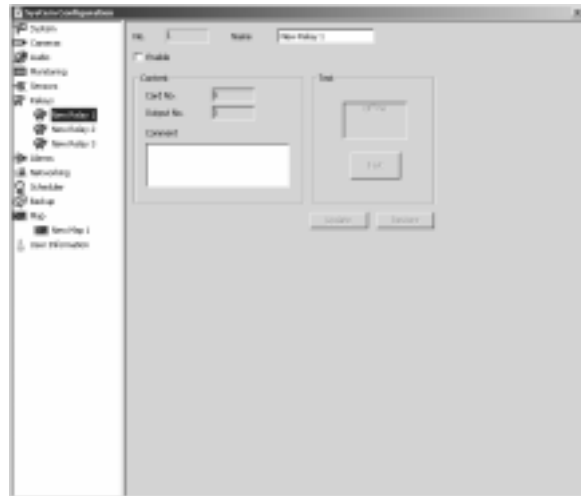 System Configuration
System
Cameras
Audio
Monitoring
Sensors
Relays
New Relay 1
New Relay 2
New Relay 3
Alarms
Networking
Scheduler
Backup
Map
New Map 1
User Information
No. 1 Name New Relay 1
Enable
Content
Card No.
Output No.
Comment
Test